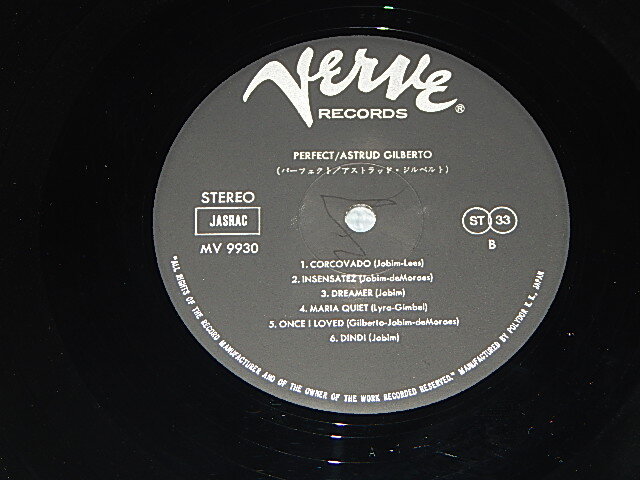 VERVE
RECORDS
®
PERFECT/ASTRUD GILBERTO
(パーフェクト/アストラッド・ジルベルト)
STEREO
JASRAC
MV 9930
ST 33
B
1. CORCOVADO (Jobim-Lees)
2. INSENSATEZ (Jobim-deMoraes)
3. DREAMER (Jobim)
4. MARIA QUIET (Lyra-Gimbel)
5. ONCE I LOVED (Gilberto-Jobim-deMoraes)
6. DINDI (Jobim)
"ALL RIGHTS OF THE RECORD MANUFACTURER AND OF THE OWNER OF THE WORK RECORDED RESERVED." MANUFACTURED BY POLYDOR K. K., JAPAN